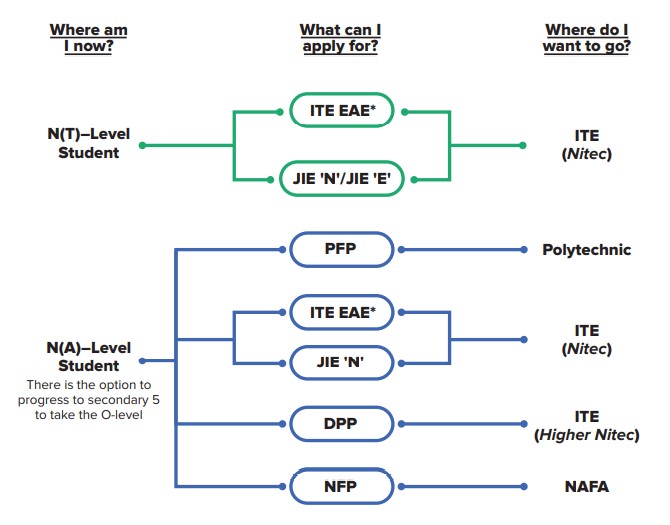 Where am
I now?
What can I
apply for?
Where do I
want to go?
N(T)–Level
Student
ITE EAE*
JIE 'N'/JIE 'E'
ITE
(Nitec)
N(A)–Level
Student
There is the option to
progress to secondary 5
to take the O-level
PFP
Polytechnic
ITE EAE*
JIE 'N'
ITE
(Nitec)
DPP
ITE
(Higher Nitec)
NFP
NAFA